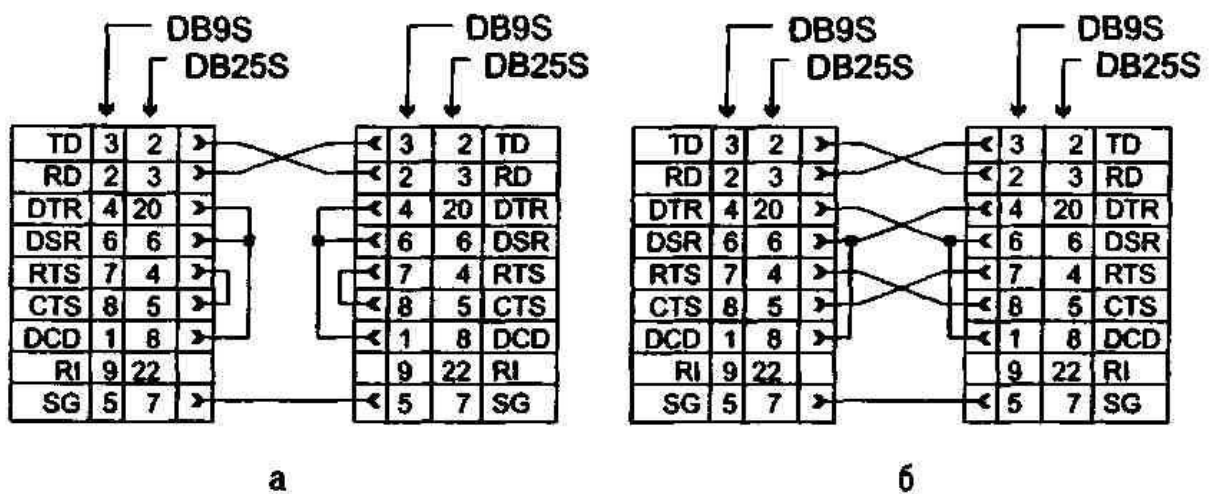 DB9S DB9S DB9S DB9S
DB25S DB25S DB25S DB25S
TD 3 2 3 2 TD TD 3 2 3 2 TD
RD 2 3 2 3 RD RD 2 3 2 3 RD
DTR 4 20 4 20 DTR DTR 4 20 4 20 DTR
DSR 6 6 6 6 DSR DSR 6 6 6 6 DSR
RTS 7 4 7 4 RTS RTS 7 4 7 4 RTS
CTS 8 5 8 5 CTS CTS 8 5 8 5 CTS
DCD 1 8 1 8 DCD DCD 1 8 1 8 DCD
RI 9 22 9 22 RI RI 9 22 9 22 RI
SG 5 7 5 7 SG SG 5 7 5 7 SG
а б